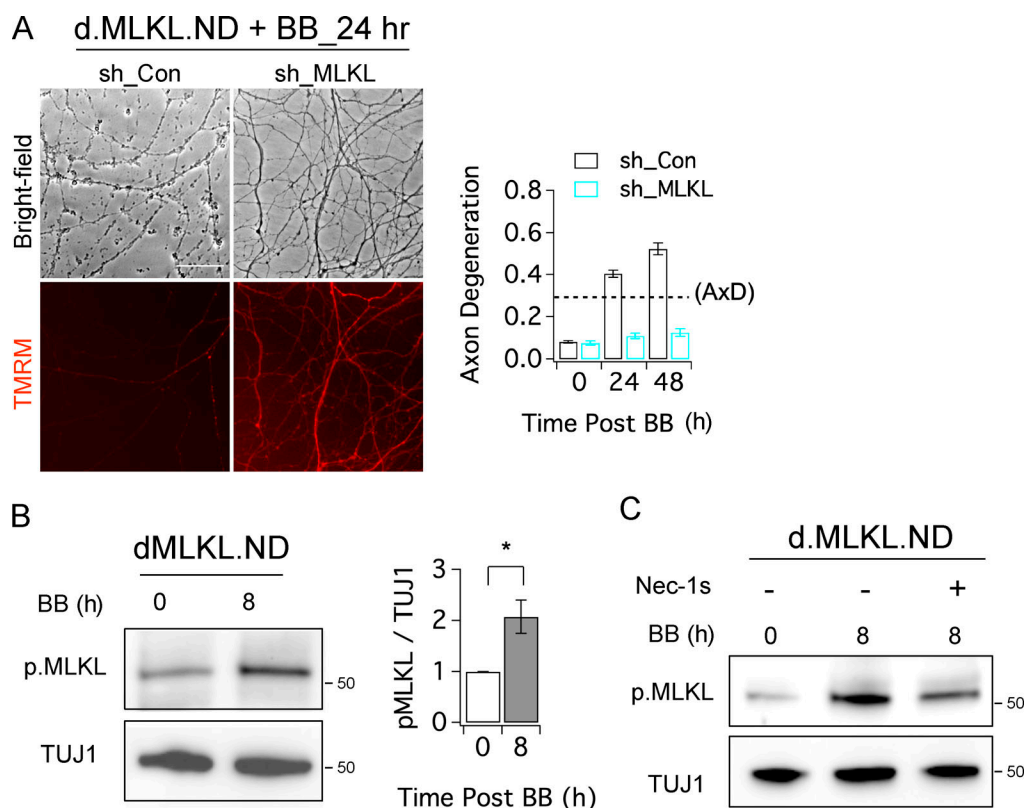 A
d.MLKL.ND + BB_24 hr
sh_Con sh_MLKL
Bright-field
TMRM
sh_Con
sh_MLKL
Axon Degeneration
0.8
0.6
0.4
0.2
0.0
(AxD)
0 24 48
Time Post BB (h)
B
dMLKL.ND
BB (h) 0 8
p.MLKL
- 50
TUJ1
- 50
*
pMLKL / TUJ1
3
2
1
0
0 8
Time Post BB (h)
C
d.MLKL.ND
Nec-1s - - +
BB (h) 0 8 8
p.MLKL
- 50
TUJ1
- 50